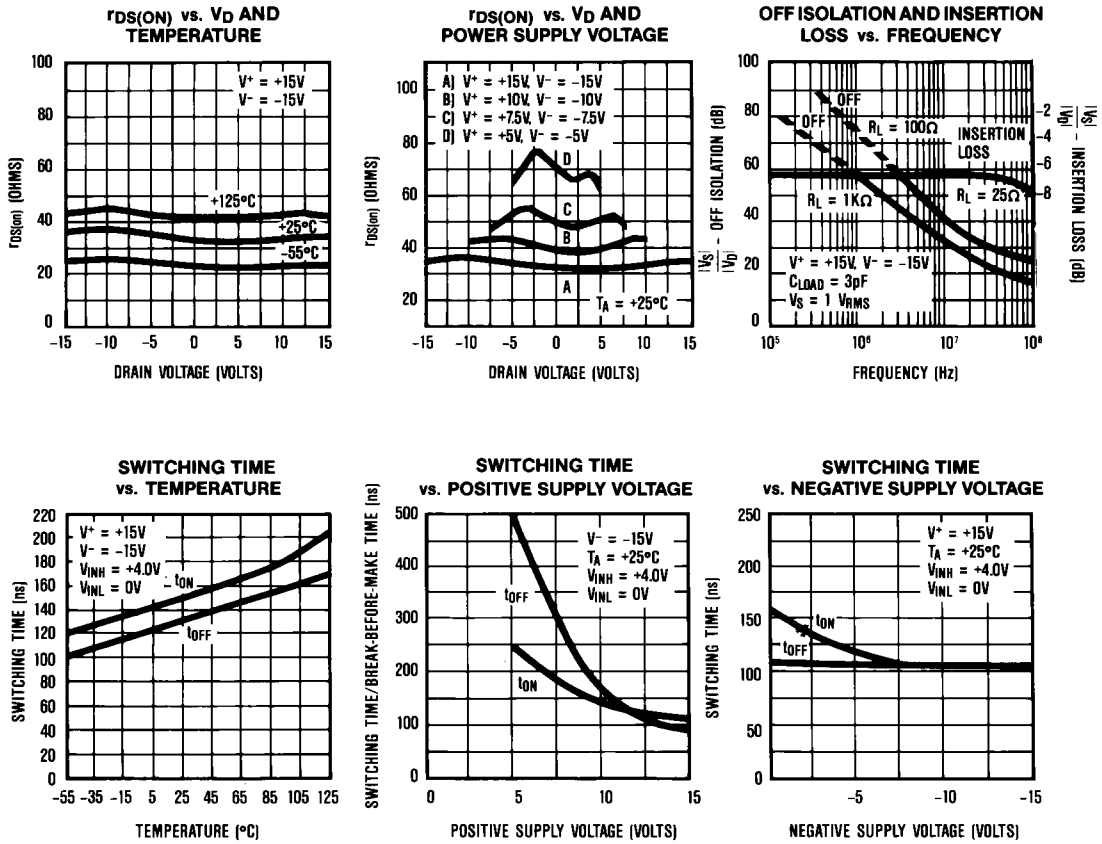 rDS(ON) vs. VD AND
TEMPERATURE
V+ = +15V
V− = −15V
+125°C
+25°C
−55°C
100
80
60
40
20
0
rDS(on) (OHMS)
−15 −10 −5 0 5 10 15
DRAIN VOLTAGE (VOLTS)
rDS(ON) vs. VD AND
POWER SUPPLY VOLTAGE
A) V+ = +15V, V− = −15V
B) V+ = +10V, V− = −10V
C) V+ = +7.5V, V− = −7.5V
D) V+ = +5V, V− = −5V
D
C
B
A
TA = +25°C
100
80
60
40
20
rDS(on) (OHMS)
−15 −10 −5 0 5 10 15
DRAIN VOLTAGE (VOLTS)
OFF ISOLATION AND INSERTION
LOSS vs. FREQUENCY
OFF
OFF
RL = 100Ω
INSERTION
LOSS
RL = 1KΩ
RL = 25Ω
V+ = +15V, V− = −15V
CLOAD = 3pF
VS = 1 VRMS
100
80
60
40
20
0
|VS|
|VD| − OFF ISOLATION (dB)
−2
−4
−6
−8
|VS|
|VD| − INSERTION LOSS (dB)
10⁵ 10⁶ 10⁷ 10⁸
FREQUENCY (Hz)
SWITCHING TIME
vs. TEMPERATURE
V+ = +15V
V− = −15V
VINH = +4.0V
VINL = 0V
tON
tOFF
220
200
180
160
140
120
100
80
60
40
20
0
SWITCHING TIME (ns)
−55 −35 −15 5 25 45 65 85 105 125
TEMPERATURE (°C)
SWITCHING TIME
vs. POSITIVE SUPPLY VOLTAGE
V− = −15V
TA = +25°C
VINH = +4.0V
VINL = 0V
tOFF
tON
500
400
300
200
100
0
SWITCHING TIME/BREAK-BEFORE-MAKE TIME (ns)
0 5 10 15
POSITIVE SUPPLY VOLTAGE (VOLTS)
SWITCHING TIME
vs. NEGATIVE SUPPLY VOLTAGE
V+ = +15V
TA = +25°C
VINH = +4.0V
VINL = 0V
tON
tOFF
250
200
150
100
50
0
SWITCHING TIME (ns)
−5 −10 −15
NEGATIVE SUPPLY VOLTAGE (VOLTS)